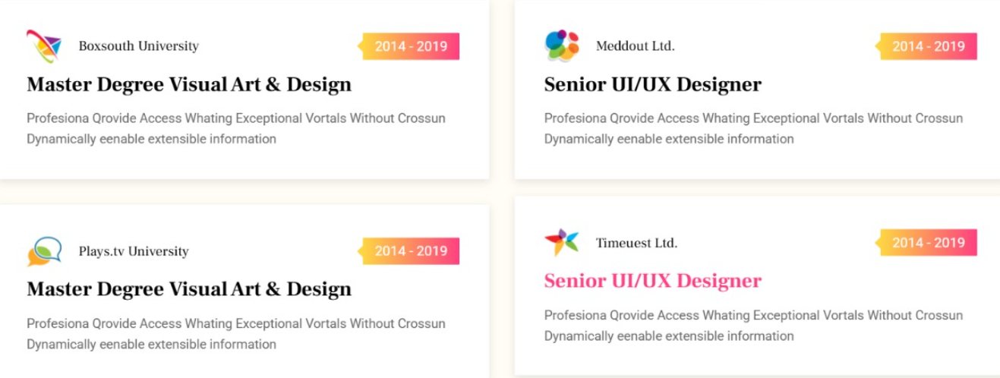 Boxsouth University
2014 - 2019
Master Degree Visual Art & Design
Profesiona Qrovide Access Whating Exceptional Vortals Without Crossun
Dynamically eenable extensible information
Meddout Ltd.
2014 - 2019
Senior UI/UX Designer
Profesiona Qrovide Access Whating Exceptional Vortals Without Crossun
Dynamically eenable extensible information
Plays.tv University
2014 - 2019
Master Degree Visual Art & Design
Profesiona Qrovide Access Whating Exceptional Vortals Without Crossun
Dynamically eenable extensible information
Timeuest Ltd.
2014 - 2019
Senior UI/UX Designer
Profesiona Qrovide Access Whating Exceptional Vortals Without Crossun
Dynamically eenable extensible information